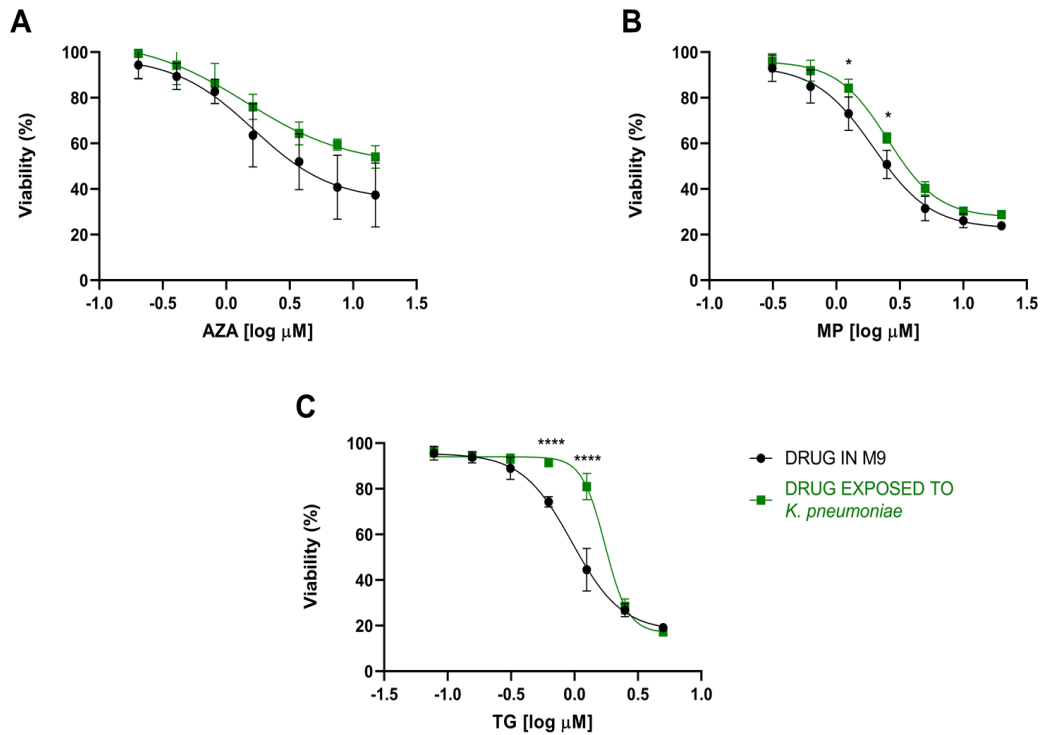 A
100
80
60
40
20
0
Viability (%)
-1.0 -0.5 0.0 0.5 1.0 1.5
AZA [log μM]
B
100
80
60
40
20
0
Viability (%)
*
*
-1.0 -0.5 0.0 0.5 1.0 1.5
MP [log μM]
C
100
80
60
40
20
0
Viability (%)
****
****
-1.5 -1.0 -0.5 0.0 0.5 1.0
TG [log μM]
DRUG IN M9
DRUG EXPOSED TO
K. pneumoniae